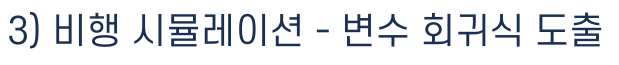 3) 비행 시뮬레이션 - 변수 회귀식 도출